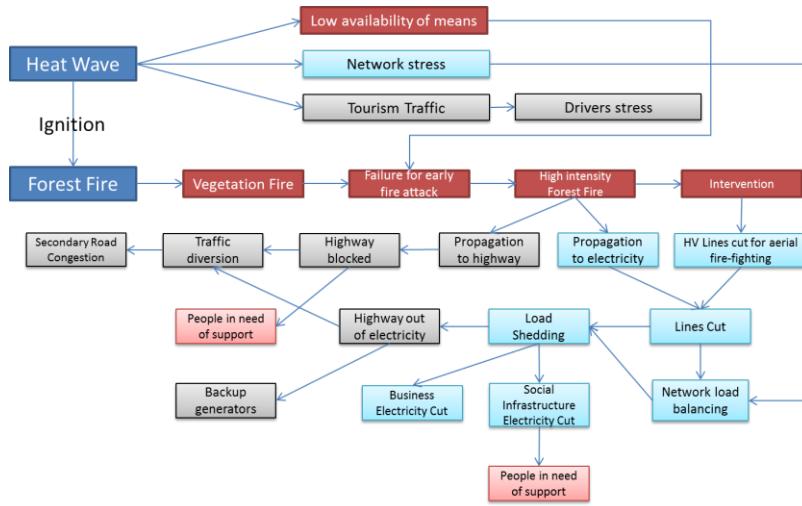 Low availability of means
Heat Wave
Network stress
Tourism Traffic
Drivers stress
Ignition
Forest Fire
Vegetation Fire
Failure for early
fire attack
High intensity
Forest Fire
Intervention
Secondary Road
Congestion
Traffic
diversion
Highway
blocked
Propagation
to highway
Propagation
to electricity
HV Lines cut for aerial
fire-fighting
People in need
of support
Highway out
of electricity
Load
Shedding
Lines Cut
Backup
generators
Business
Electricity Cut
Social
Infrastructure
Electricity Cut
Network load
balancing
People in need
of support